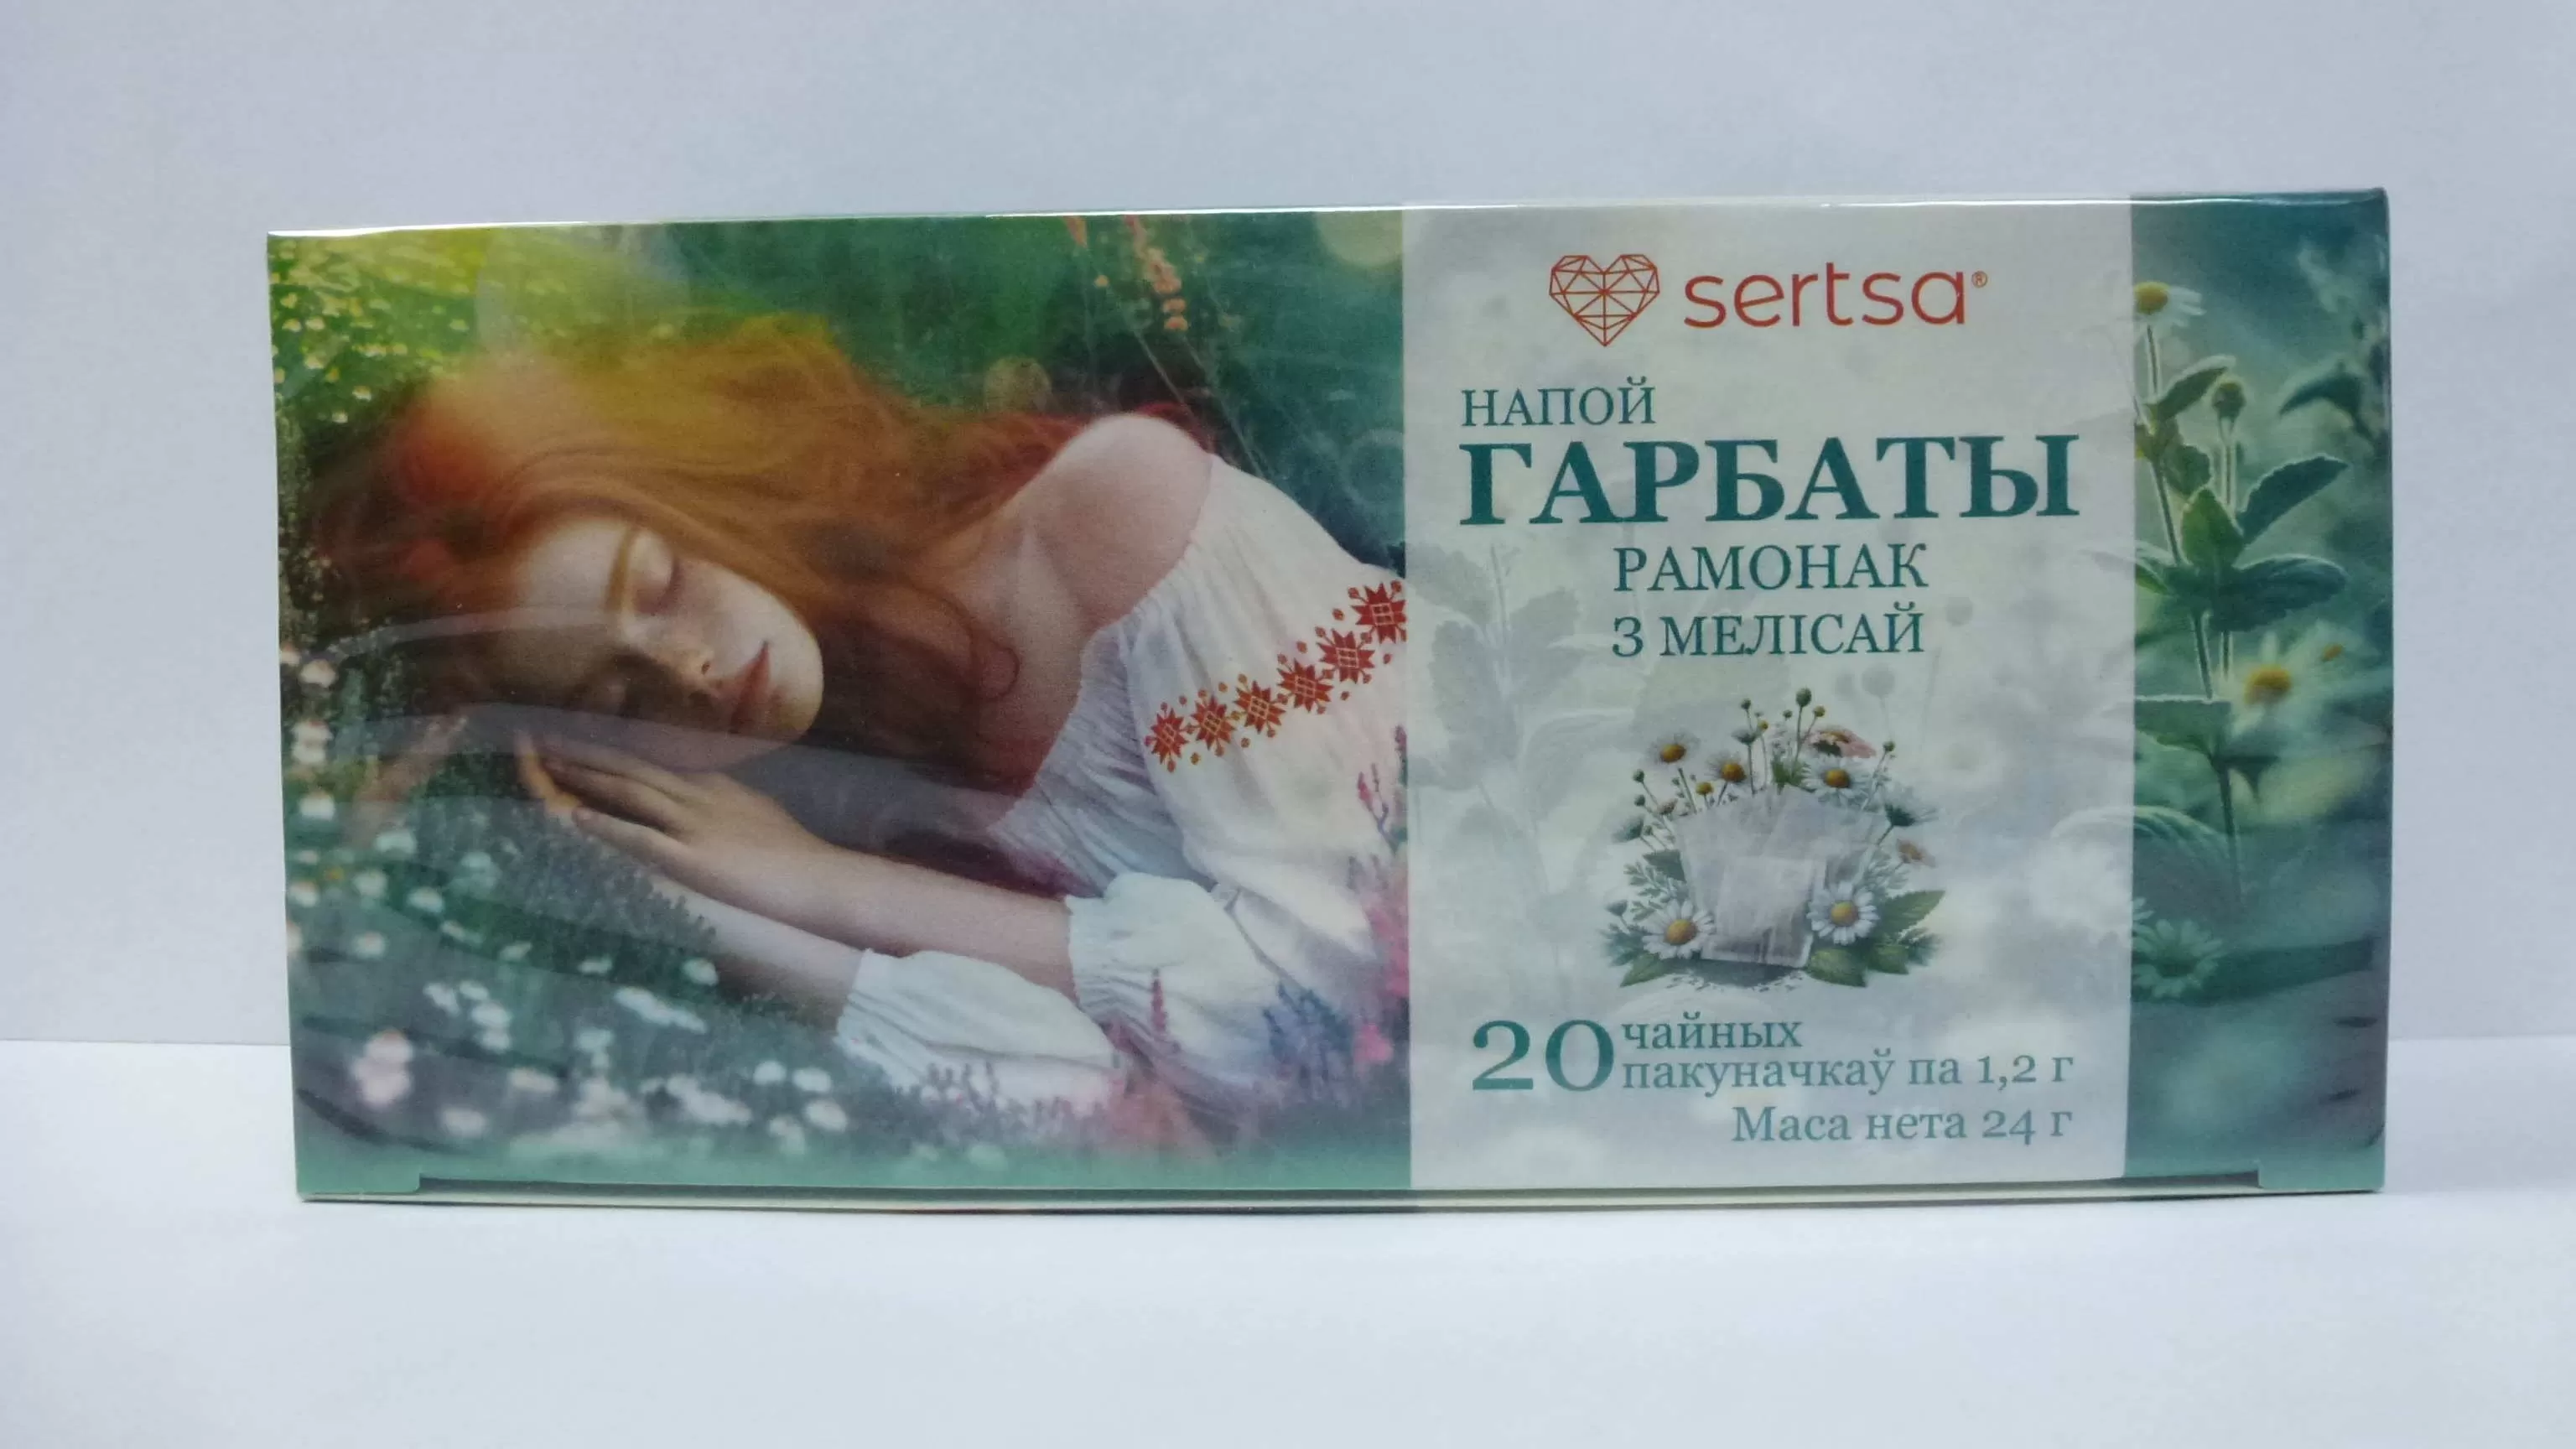 sertsa®
НАПОЙ
ГАРБАТЫ
РАМОНАК
З МЕЛІСАЙ
20 чайных
пакуначкаў па 1,2 г
Маса нета 24 г